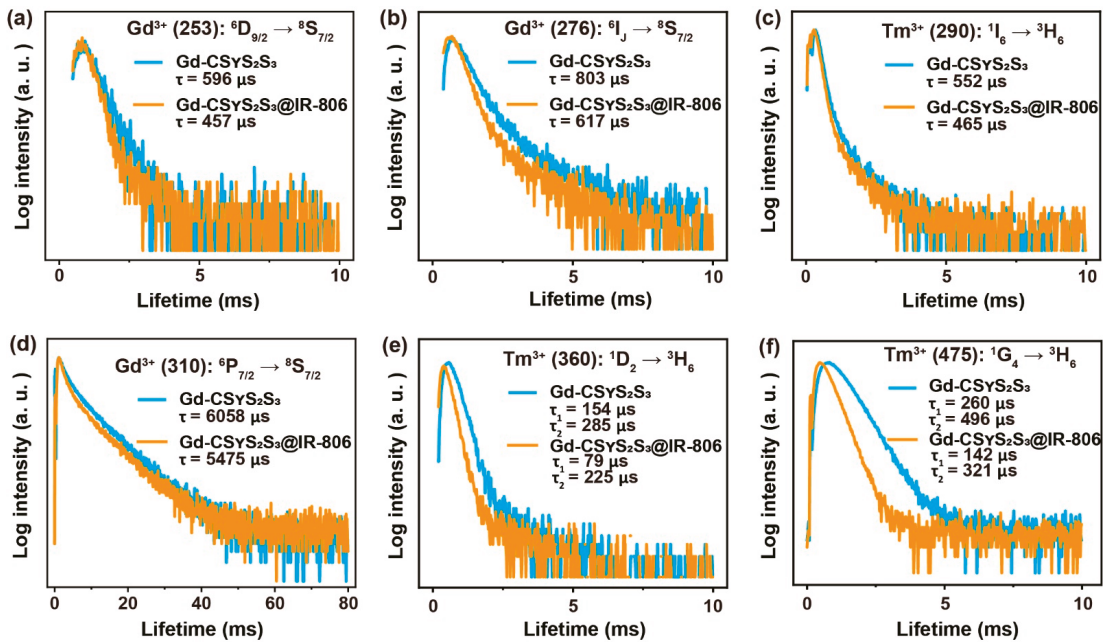 (a)
Gd³⁺ (253): ⁶D₉/₂ → ⁸S₇/₂
Gd-CSYS₂S₃
τ = 596 μs
Gd-CSYS₂S₃@IR-806
τ = 457 μs
Log intensity (a. u.)
0 5 10
Lifetime (ms)
(b)
Gd³⁺ (276): ⁶I_J → ⁸S₇/₂
Gd-CSYS₂S₃
τ = 803 μs
Gd-CSYS₂S₃@IR-806
τ = 617 μs
Log intensity (a. u.)
0 5 10
Lifetime (ms)
(c)
Tm³⁺ (290): ¹I₆ → ³H₆
Gd-CSYS₂S₃
τ = 552 μs
Gd-CSYS₂S₃@IR-806
τ = 465 μs
Log intensity (a. u.)
0 5 10
Lifetime (ms)
(d)
Gd³⁺ (310): ⁶P₇/₂ → ⁸S₇/₂
Gd-CSYS₂S₃
τ = 6058 μs
Gd-CSYS₂S₃@IR-806
τ = 5475 μs
Log intensity (a. u.)
0 20 40 60 80
Lifetime (ms)
(e)
Tm³⁺ (360): ¹D₂ → ³H₆
Gd-CSYS₂S₃
τ₁ = 154 μs
τ₂ = 285 μs
Gd-CSYS₂S₃@IR-806
τ₁ = 79 μs
τ₂ = 225 μs
Log intensity (a. u.)
0 5 10
Lifetime (ms)
(f)
Tm³⁺ (475): ¹G₄ → ³H₆
Gd-CSYS₂S₃
τ₁ = 260 μs
τ₂ = 496 μs
Gd-CSYS₂S₃@IR-806
τ₁ = 142 μs
τ₂ = 321 μs
Log intensity (a. u.)
0 5 10
Lifetime (ms)